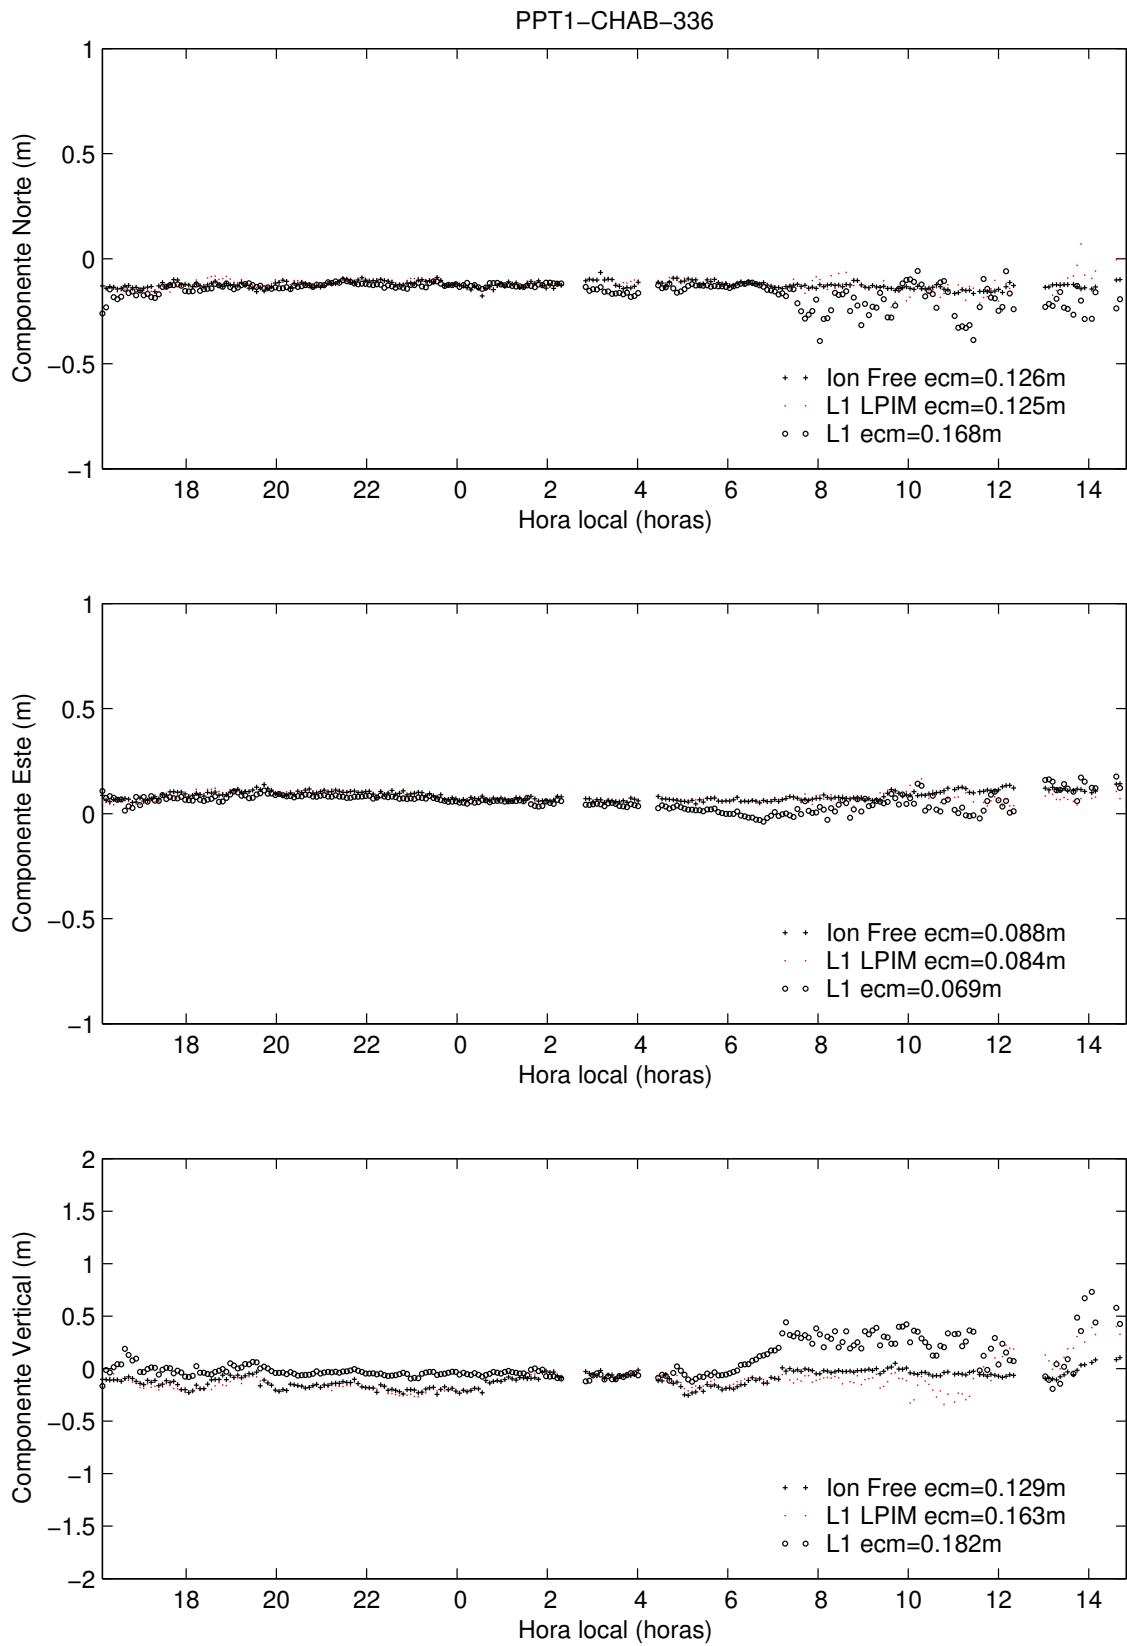 PPT1−CHAB−336
1
0.5
0
−0.5
−1
Componente Norte (m)
Ion Free ecm=0.126m
L1 LPIM ecm=0.125m
L1 ecm=0.168m
18 20 22 0 2 4 6 8 10 12 14
Hora local (horas)
1
0.5
0
−0.5
−1
Componente Este (m)
Ion Free ecm=0.088m
L1 LPIM ecm=0.084m
L1 ecm=0.069m
18 20 22 0 2 4 6 8 10 12 14
Hora local (horas)
2
1.5
1
0.5
0
−0.5
−1
−1.5
−2
Componente Vertical (m)
Ion Free ecm=0.129m
L1 LPIM ecm=0.163m
L1 ecm=0.182m
18 20 22 0 2 4 6 8 10 12 14
Hora local (horas)